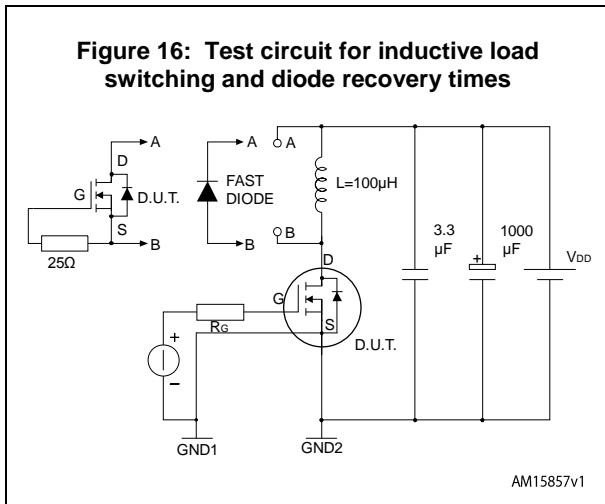 Figure 16: Test circuit for inductive load
switching and diode recovery times
A
D
G
D.U.T.
S
B
25Ω
A
FAST
DIODE
B
A
L=100µH
B
D
G
S
D.U.T.
RG
+
–
3.3
µF
+
1000
µF
VDD
GND1
GND2
AM15857v1